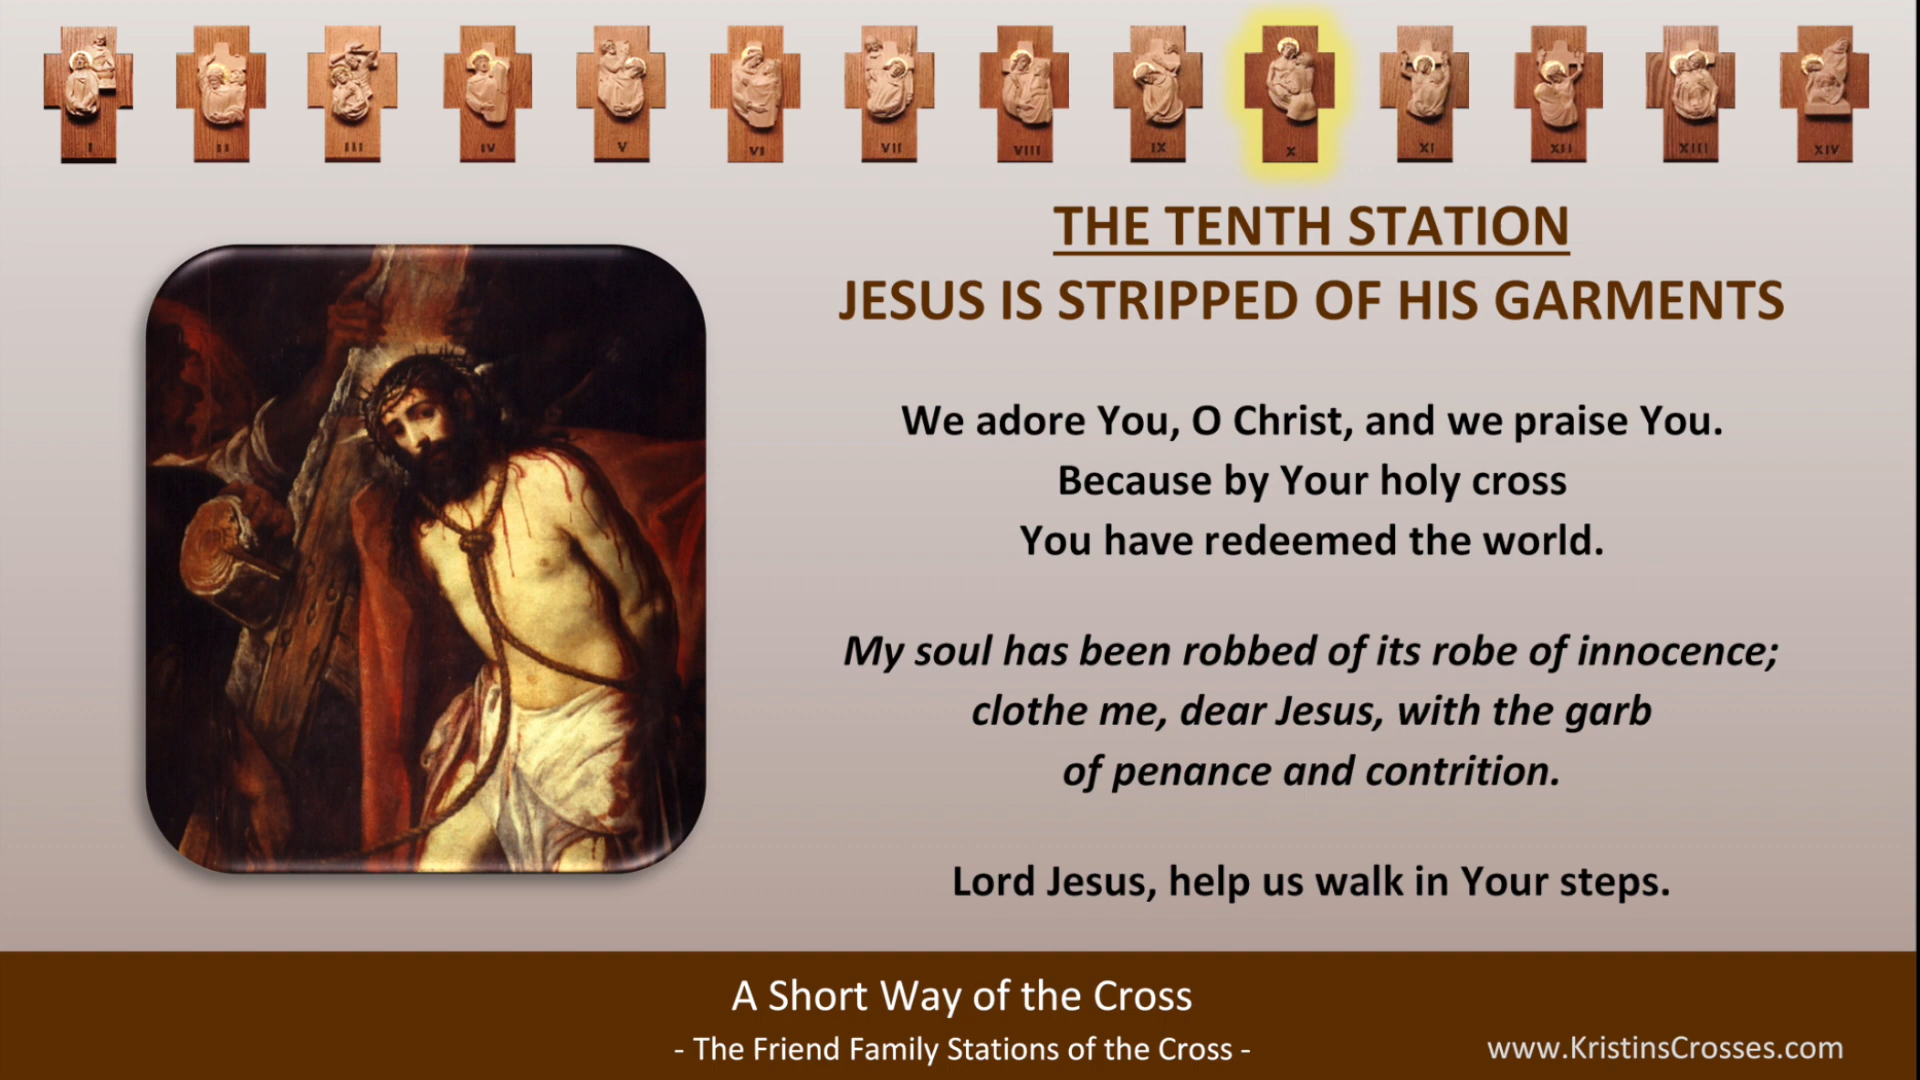 I II III IV V VI VII VIII IX X XI XII XIII XIV
THE TENTH STATION
JESUS IS STRIPPED OF HIS GARMENTS
We adore You, O Christ, and we praise You.
Because by Your holy cross
You have redeemed the world.
My soul has been robbed of its robe of innocence;
clothe me, dear Jesus, with the garb
of penance and contrition.
Lord Jesus, help us walk in Your steps.
A Short Way of the Cross
- The Friend Family Stations of the Cross -
www.KristinsCrosses.com